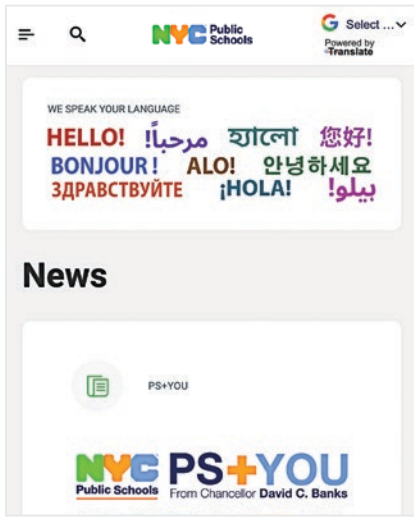 NYC Public Schools
Select ...
Powered by
Translate
WE SPEAK YOUR LANGUAGE
HELLO! مرحباً! হ্যালো 您好!
BONJOUR! ALO! 안녕하세요
ЗДРАВСТВУЙТЕ ¡HOLA! بيلو!
News
PS+YOU
NYC Public Schools PS+YOU
From Chancellor David C. Banks